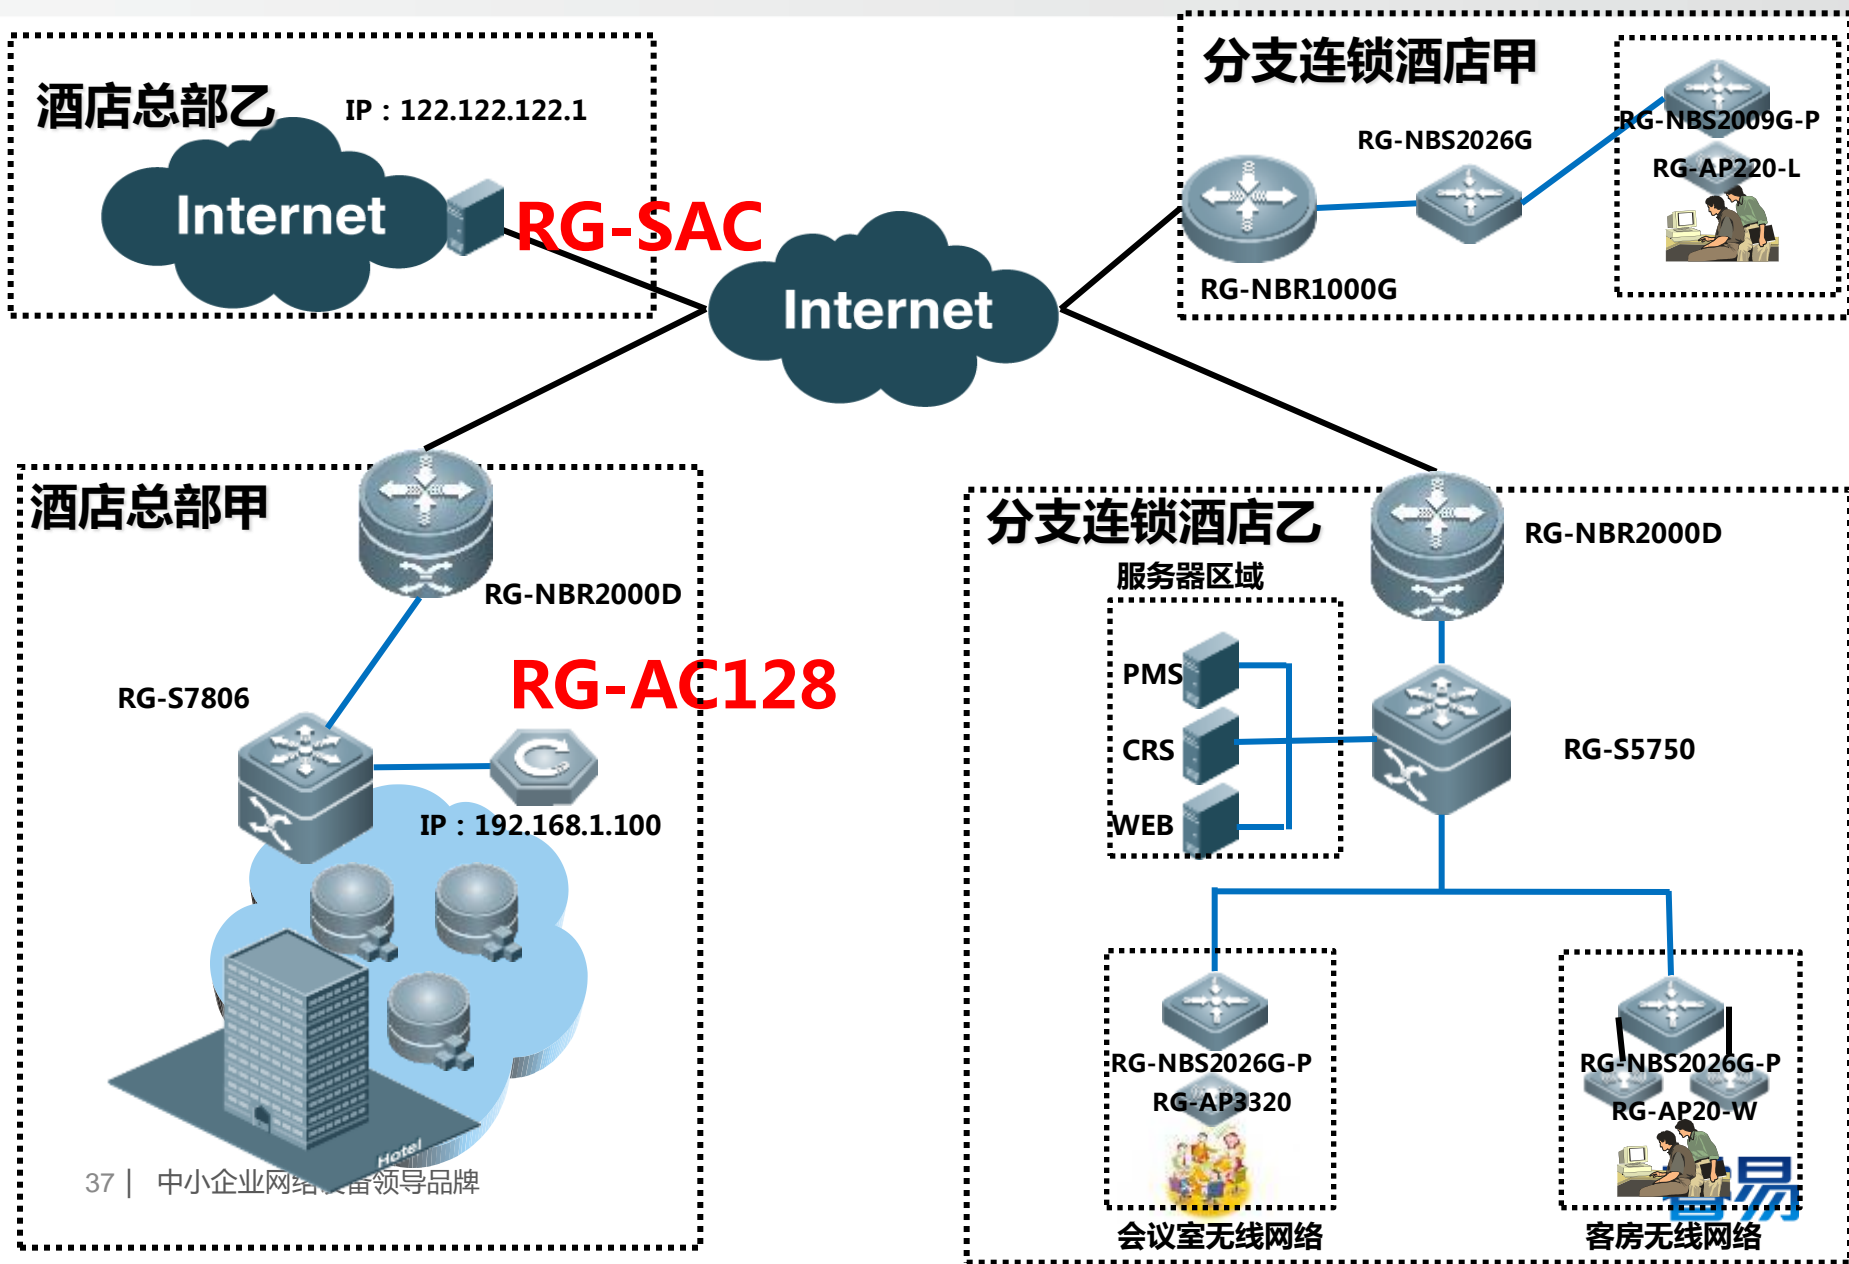 酒店总部乙
IP：122.122.122.1
Internet
RG-SAC
Internet
分支连锁酒店甲
RG-NBS2009G-P
RG-NBS2026G
RG-AP220-L
RG-NBR1000G
酒店总部甲
RG-NBR2000D
RG-AC128
RG-S7806
IP：192.168.1.100
Hotel
分支连锁酒店乙
RG-NBR2000D
服务器区域
PMS
CRS
WEB
RG-S5750
RG-NBS2026G-P
RG-AP3320
会议室无线网络
RG-NBS2026G-P
RG-AP20-W
客房无线网络
37 | 中小企业网络设备领导品牌
睿易